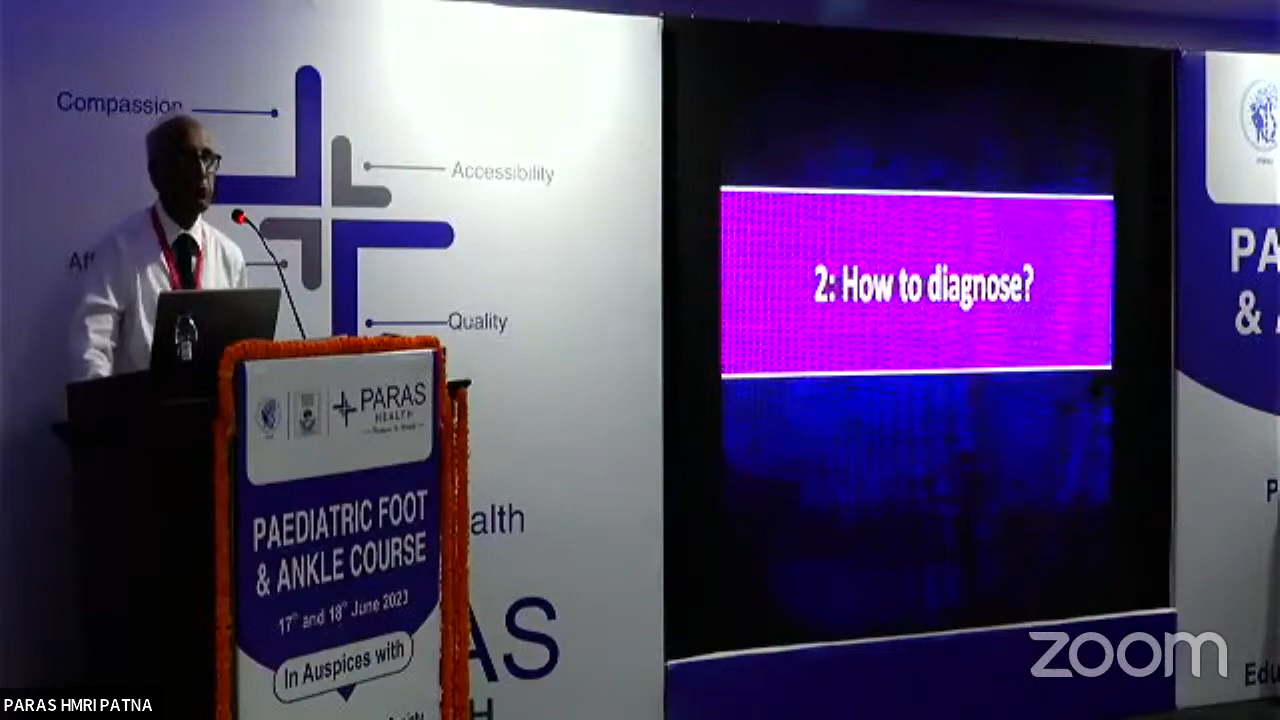 Compassion
Accessibility
Quality
2: How to diagnose?
PARAS
HEALTH
PAEDIATRIC FOOT
& ANKLE COURSE
17th and 18th June 2023
In Auspices with
alth
AS
H
PA
&
P
Edu
zoom
PARAS HMRI PATNA